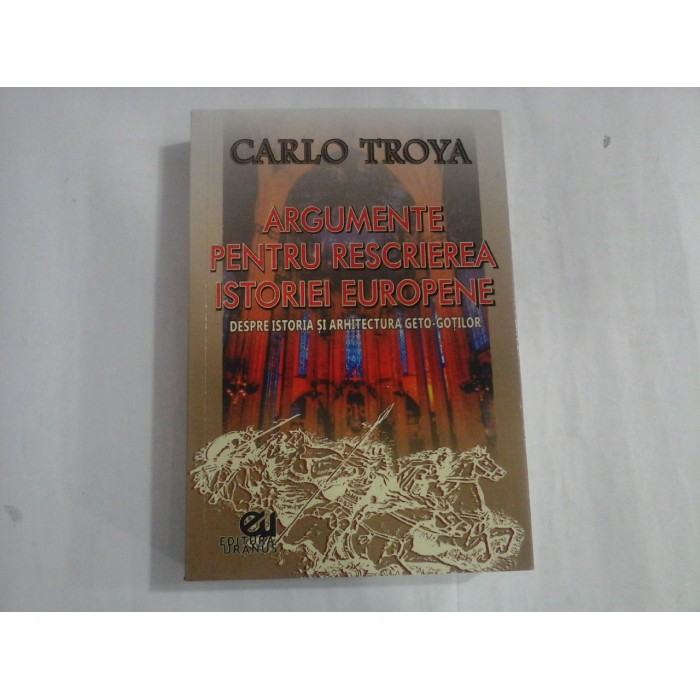 CARLO TROYA
ARGUMENTE
PENTRU RESCRIEREA
ISTORIEI EUROPENE
DESPRE ISTORIA ȘI ARHITECTURA GETO-GOȚILOR
eu
EDITURA
URANUS